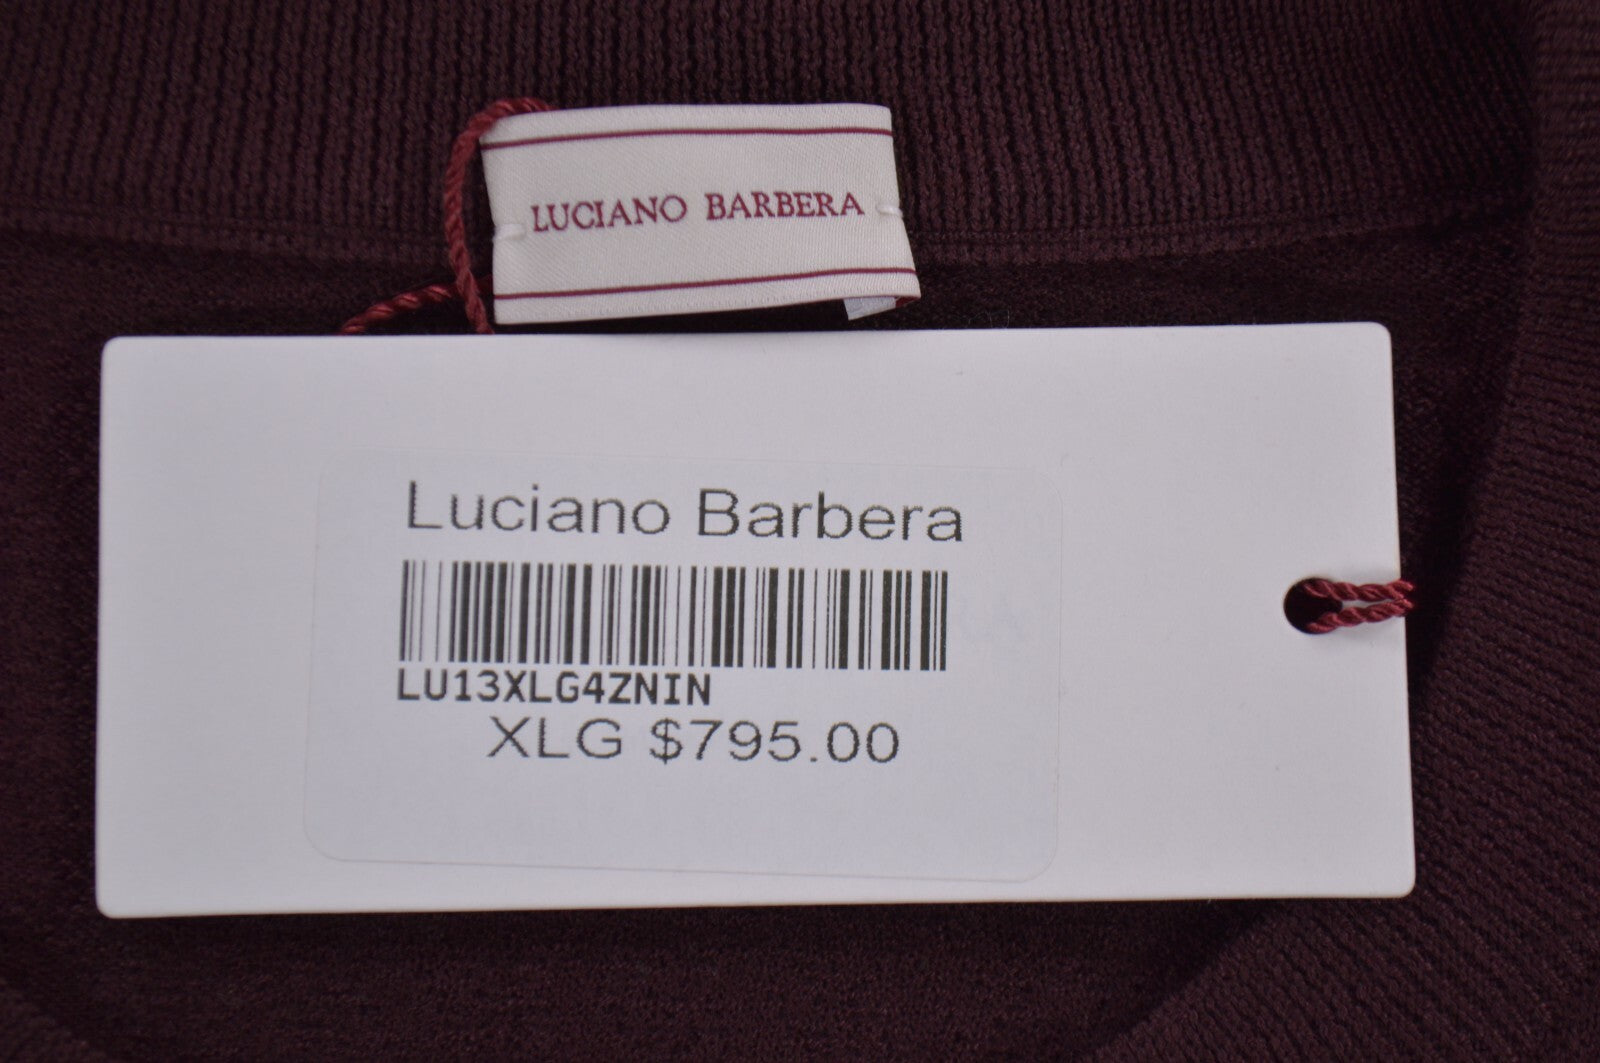 LUCIANO BARBERA
Luciano Barbera
LU13XLG4ZNIN
XLG $795.00